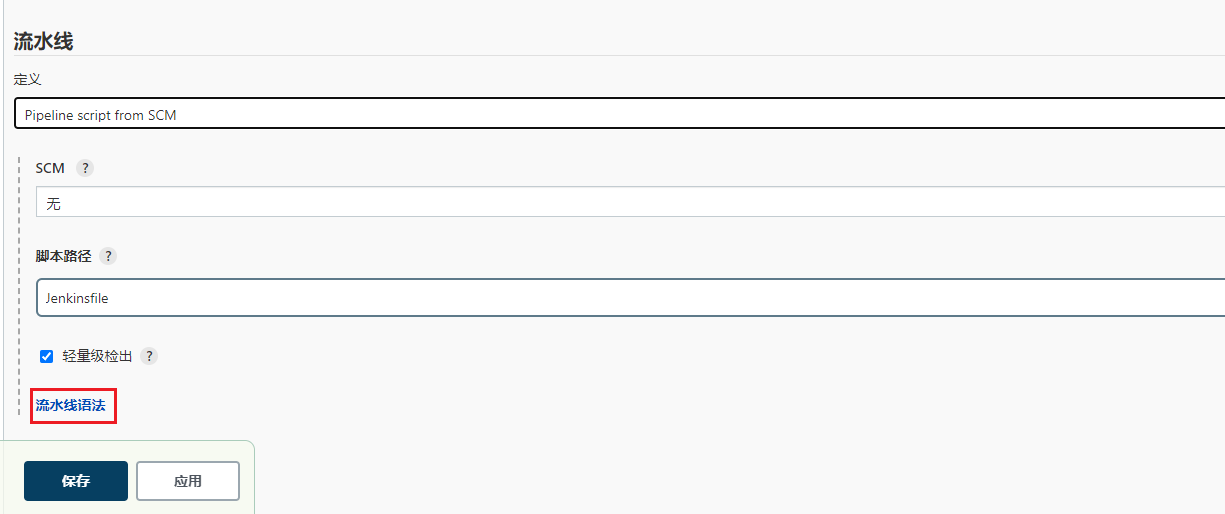 流水线
定义
Pipeline script from SCM
SCM ?
无
脚本路径 ?
Jenkinsfile
轻量级检出 ?
流水线语法
保存 应用